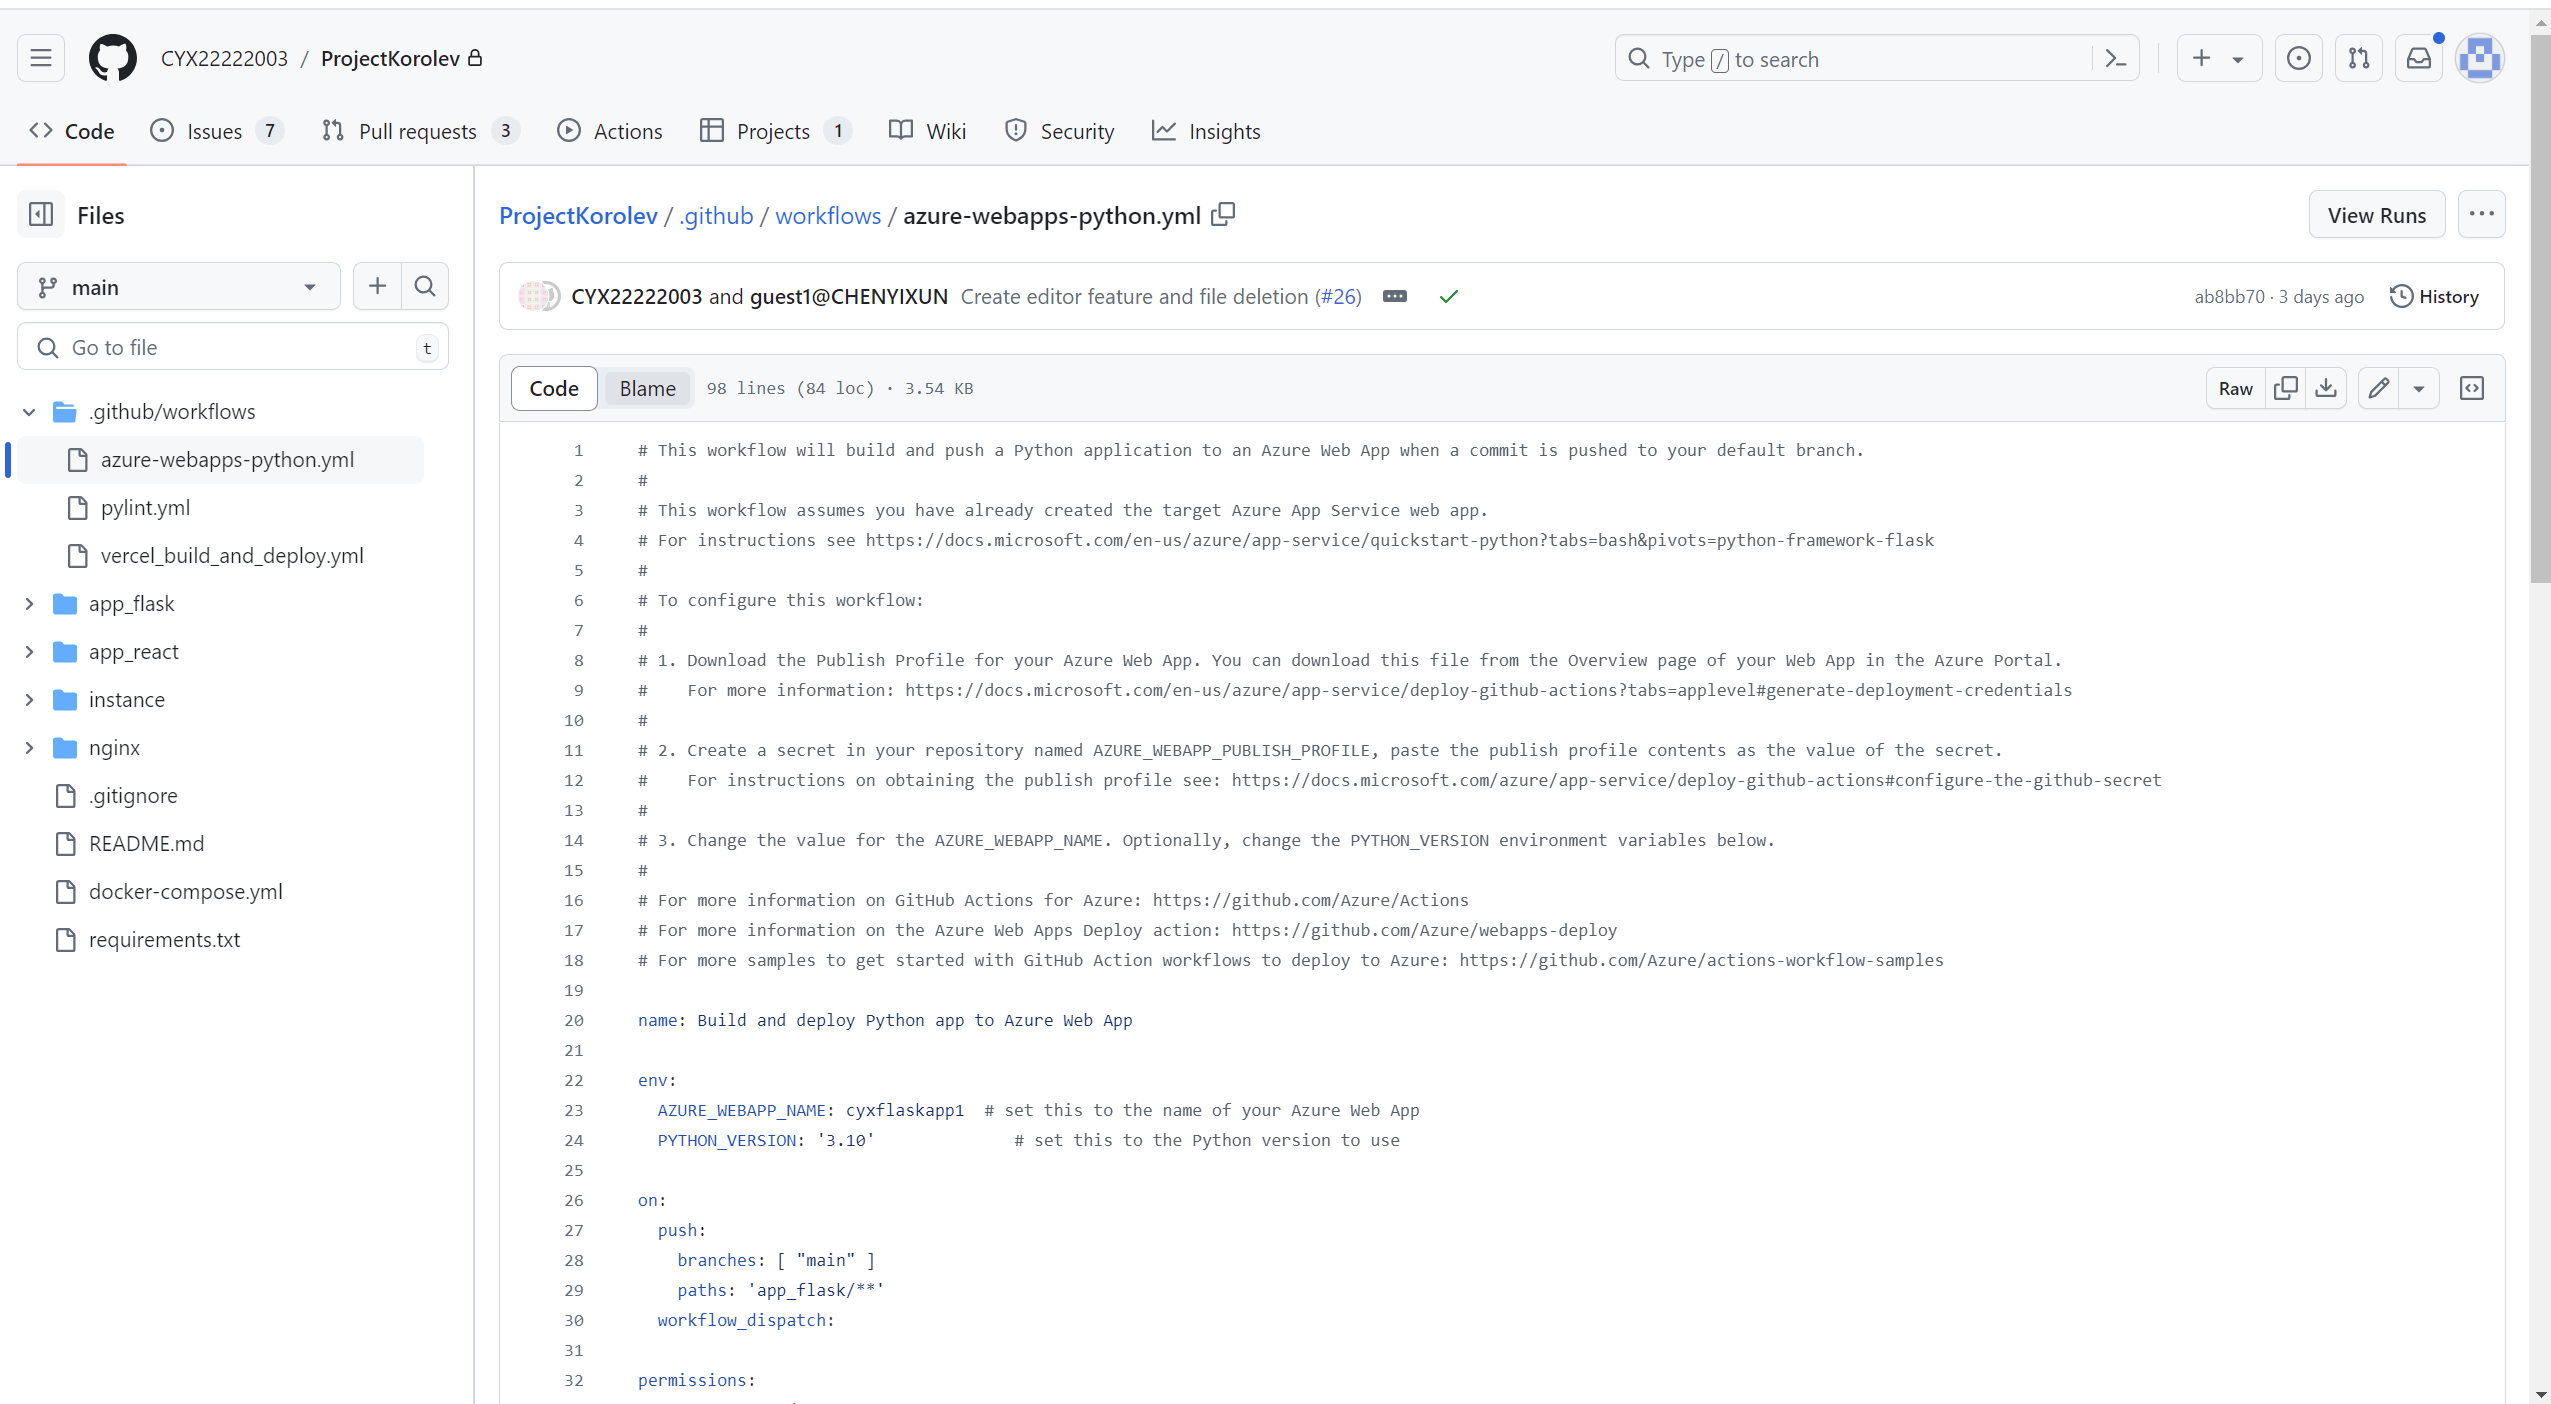 CYX22222003 / ProjectKorolev
Type / to search
Code Issues 7 Pull requests 3 Actions Projects 1 Wiki Security Insights
Files
main
Go to file t
.github/workflows
azure-webapps-python.yml
pylint.yml
vercel_build_and_deploy.yml
app_flask
app_react
instance
nginx
.gitignore
README.md
docker-compose.yml
requirements.txt
ProjectKorolev / .github / workflows / azure-webapps-python.yml
View Runs
CYX22222003 and guest1@CHENYIXUN Create editor feature and file deletion (#26)
ab8bb70 · 3 days ago History
Code Blame 98 lines (84 loc) · 3.54 KB
Raw
1 # This workflow will build and push a Python application to an Azure Web App when a commit is pushed to your default branch.
2 #
3 # This workflow assumes you have already created the target Azure App Service web app.
4 # For instructions see https://docs.microsoft.com/en-us/azure/app-service/quickstart-python?tabs=bash&pivots=python-framework-flask
5 #
6 # To configure this workflow:
7 #
8 # 1. Download the Publish Profile for your Azure Web App. You can download this file from the Overview page of your Web App in the Azure Portal.
9 #    For more information: https://docs.microsoft.com/en-us/azure/app-service/deploy-github-actions?tabs=applevel#generate-deployment-credentials
10 #
11 # 2. Create a secret in your repository named AZURE_WEBAPP_PUBLISH_PROFILE, paste the publish profile contents as the value of the secret.
12 #    For instructions on obtaining the publish profile see: https://docs.microsoft.com/azure/app-service/deploy-github-actions#configure-the-github-secret
13 #
14 # 3. Change the value for the AZURE_WEBAPP_NAME. Optionally, change the PYTHON_VERSION environment variables below.
15 #
16 # For more information on GitHub Actions for Azure: https://github.com/Azure/Actions
17 # For more information on the Azure Web Apps Deploy action: https://github.com/Azure/webapps-deploy
18 # For more samples to get started with GitHub Action workflows to deploy to Azure: https://github.com/Azure/actions-workflow-samples
19
20 name: Build and deploy Python app to Azure Web App
21
22 env:
23   AZURE_WEBAPP_NAME: cyxflaskapp1  # set this to the name of your Azure Web App
24   PYTHON_VERSION: '3.10'              # set this to the Python version to use
25
26 on:
27   push:
28     branches: [ "main" ]
29     paths: 'app_flask/**'
30   workflow_dispatch:
31
32 permissions: